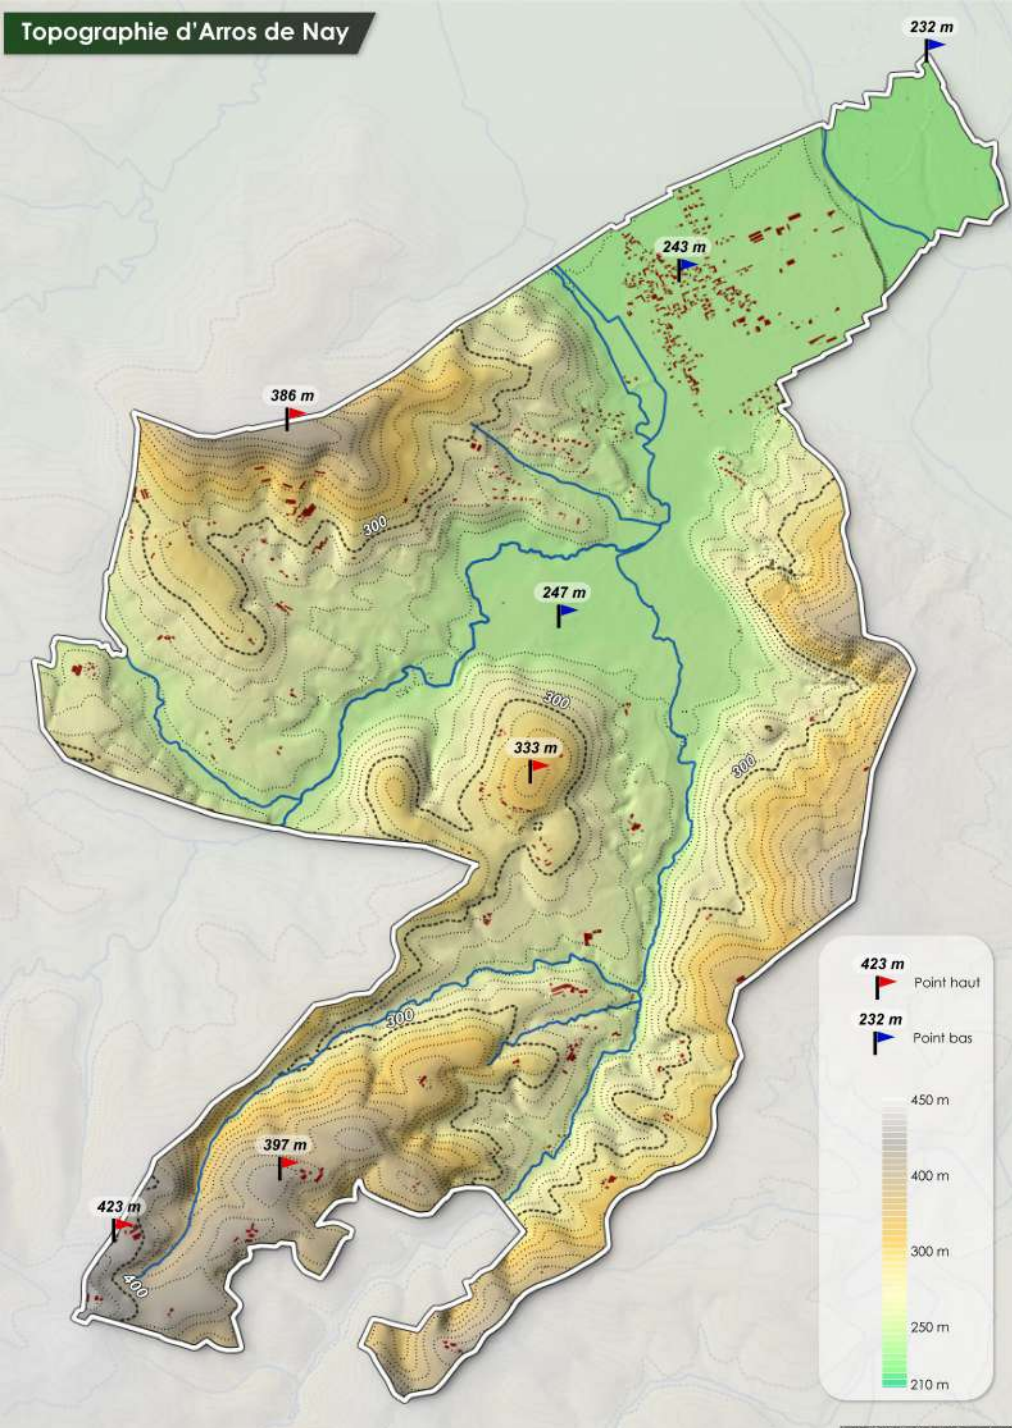 Topographie d'Arros de Nay
232 m
243 m
386 m
300
247 m
300
333 m
300
423 m
Point haut
300
232 m
Point bas
450 m
397 m
400 m
423 m
300 m
400
250 m
210 m